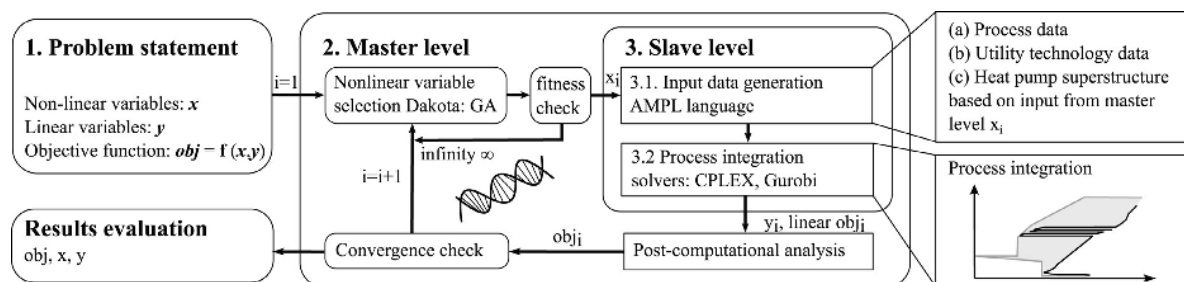 1. Problem statement
Non-linear variables: x
Linear variables: y
Objective function: obj = f (x,y)
i=1
2. Master level
Nonlinear variable
selection Dakota: GA
fitness
check
infinity ∞
i=i+1
xi
3. Slave level
3.1. Input data generation
AMPL language
3.2 Process integration
solvers: CPLEX, Gurobi
yi, linear obji
Post-computational analysis
obji
Convergence check
Results evaluation
obj, x, y
(a) Process data
(b) Utility technology data
(c) Heat pump superstructure
based on input from master
level xi
Process integration